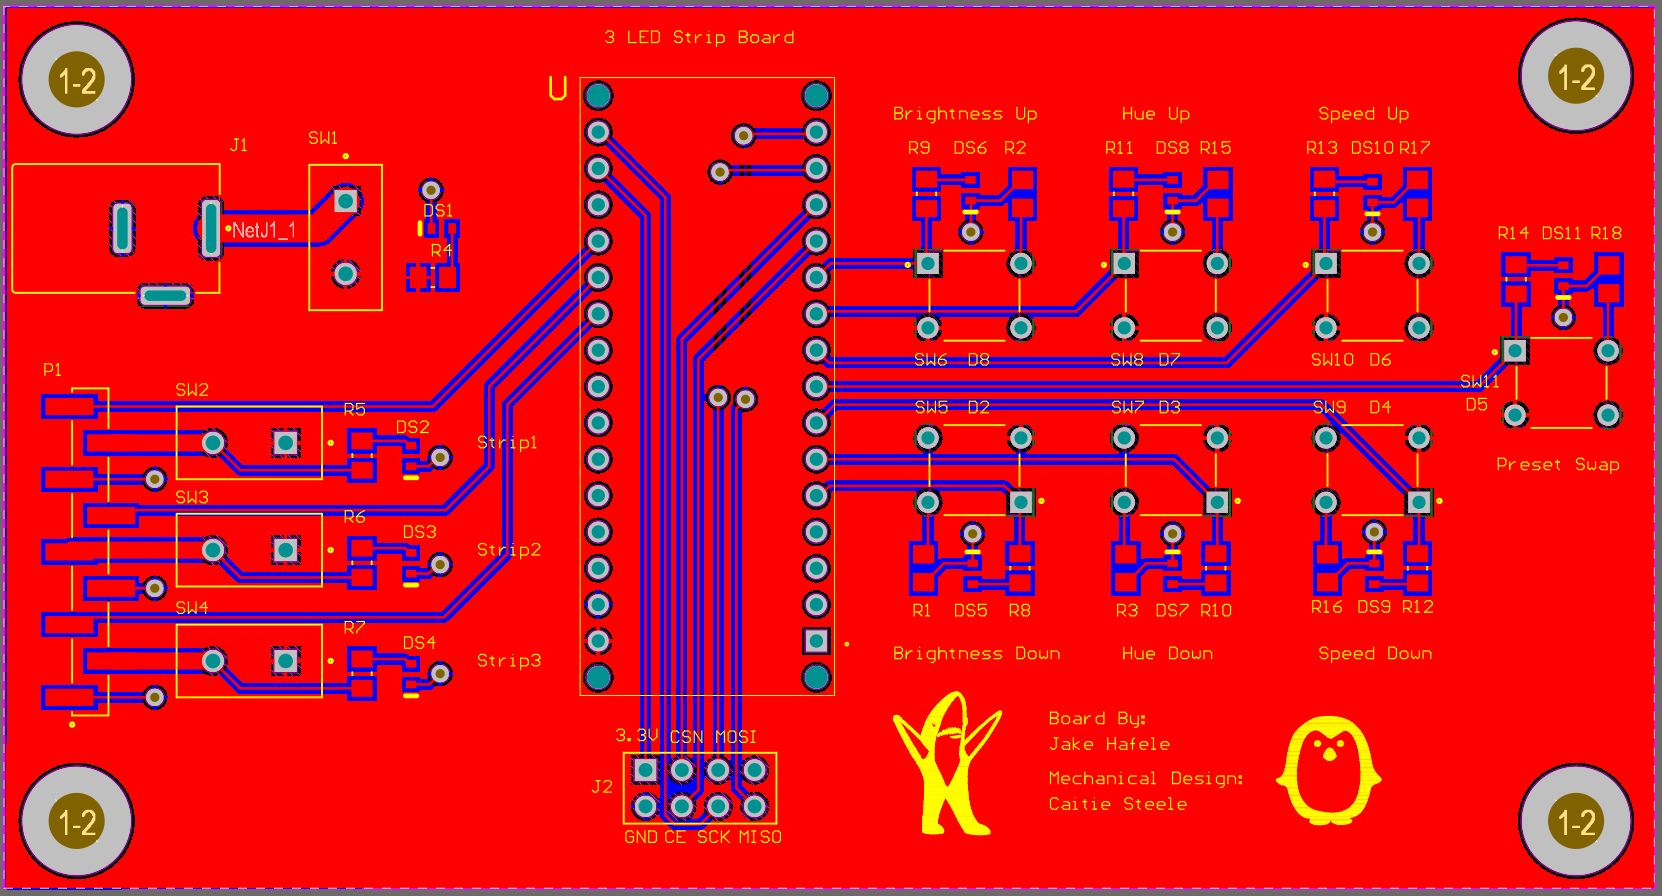 3 LED Strip Board
1-2
1-2
U
Brightness Up Hue Up Speed Up
J1 SW1
R9 DS6 R2 R11 DS8 R15 R13 DS10 R17
DS1
NetJ1_1
R4
R14 DS11 R18
SW6 D8 SW8 D7 SW10 D6
P1
SW2
SW11
D5
R5
SW5 D2 SW7 D3 SW9 D4
DS2
Strip1
Preset Swap
SW3
R6
DS3
Strip2
SW4
R7
R1 DS5 R8 R3 DS7 R10 R16 DS9 R12
DS4
Strip3
Brightness Down Hue Down Speed Down
3.3V CSN MOSI
J2
GND CE SCK MISO
Board By:
Jake Hafele
Mechanical Design:
Caitie Steele
1-2
1-2